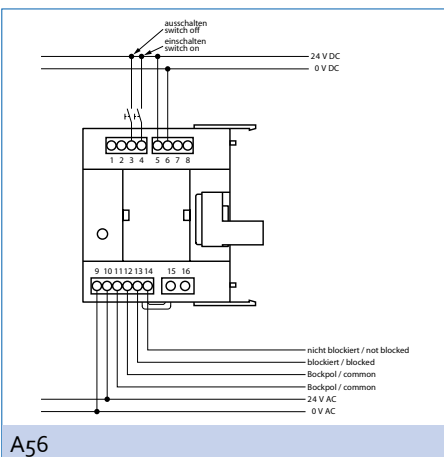 ausschalten
switch off
einschalten
switch on
24 V DC
0 V DC
1 2 3 4 5 6 7 8
9 10 11 12 13 14 15 16
nicht blockiert / not blocked
blockiert / blocked
Bockpol / common
Bockpol / common
24 V AC
0 V AC
A56